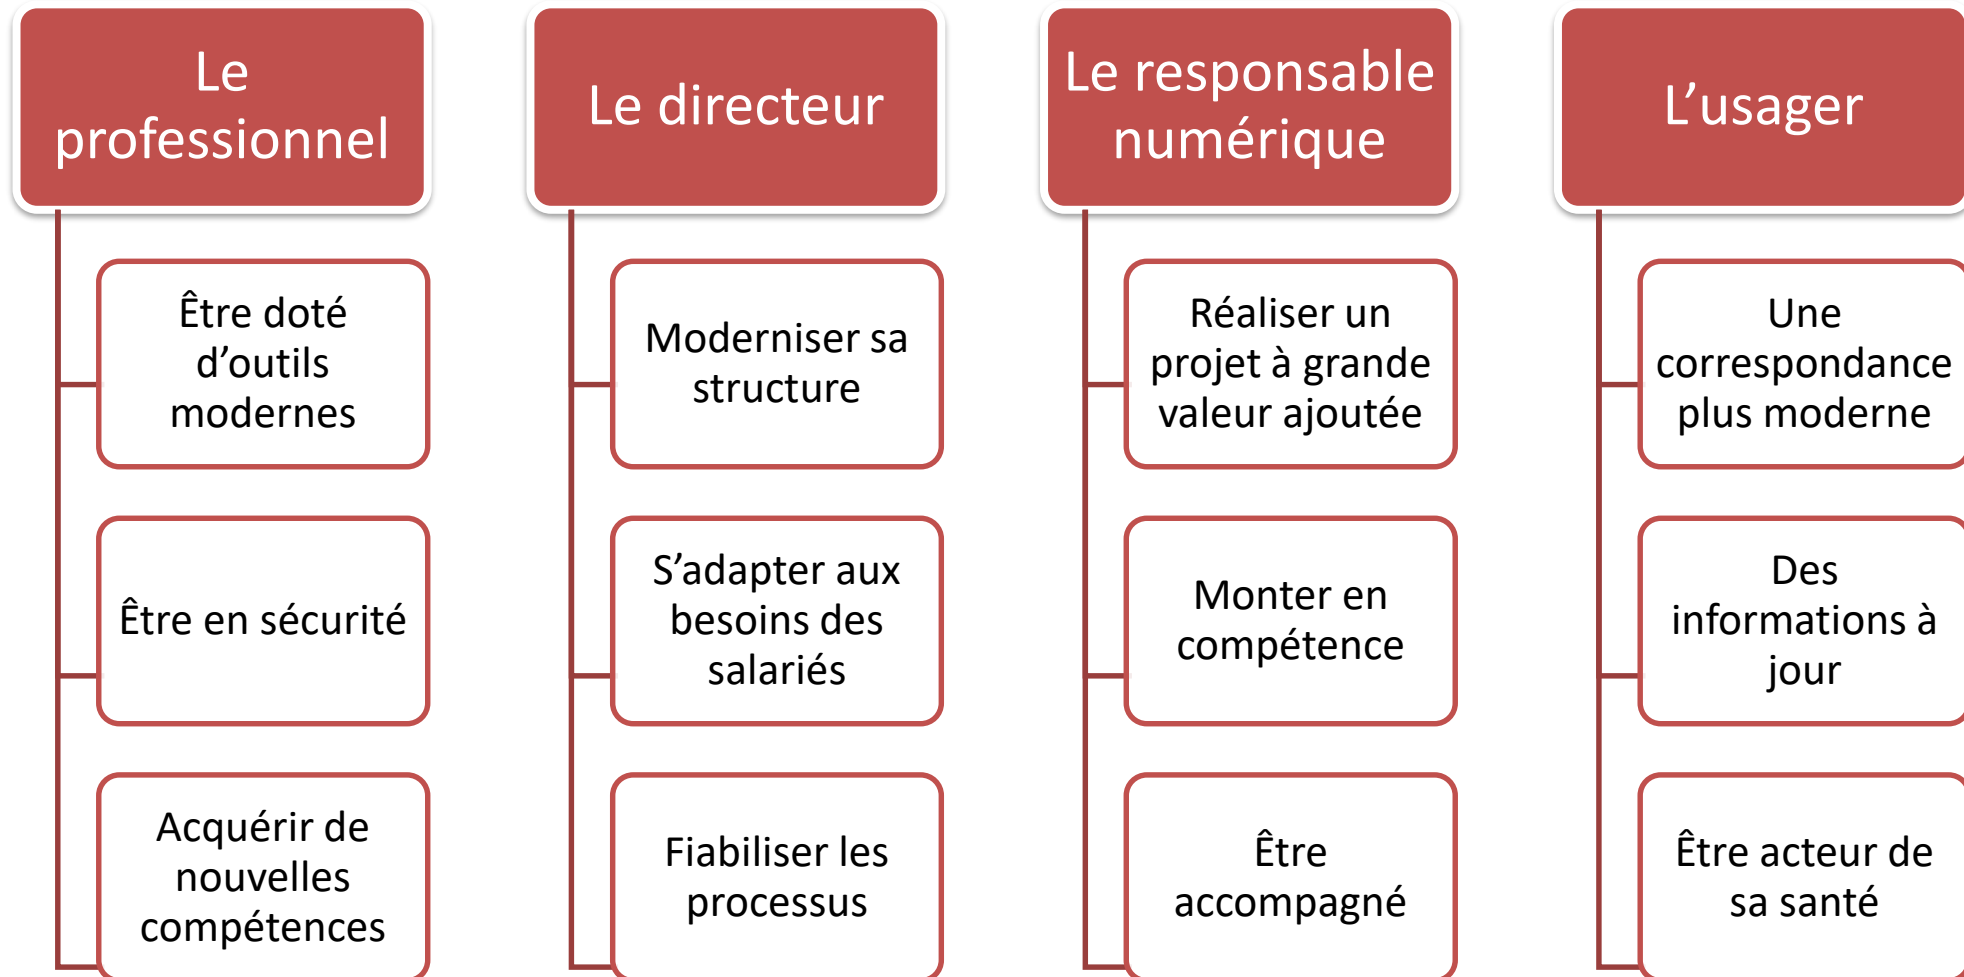 Le
professionnel
Être doté
d’outils
modernes
Être en sécurité
Acquérir de
nouvelles
compétences
Le directeur
Moderniser sa
structure
S’adapter aux
besoins des
salariés
Fiabiliser les
processus
Le responsable
numérique
Réaliser un
projet à grande
valeur ajoutée
Monter en
compétence
Être
accompagné
L’usager
Une
correspondance
plus moderne
Des
informations à
jour
Être acteur de
sa santé